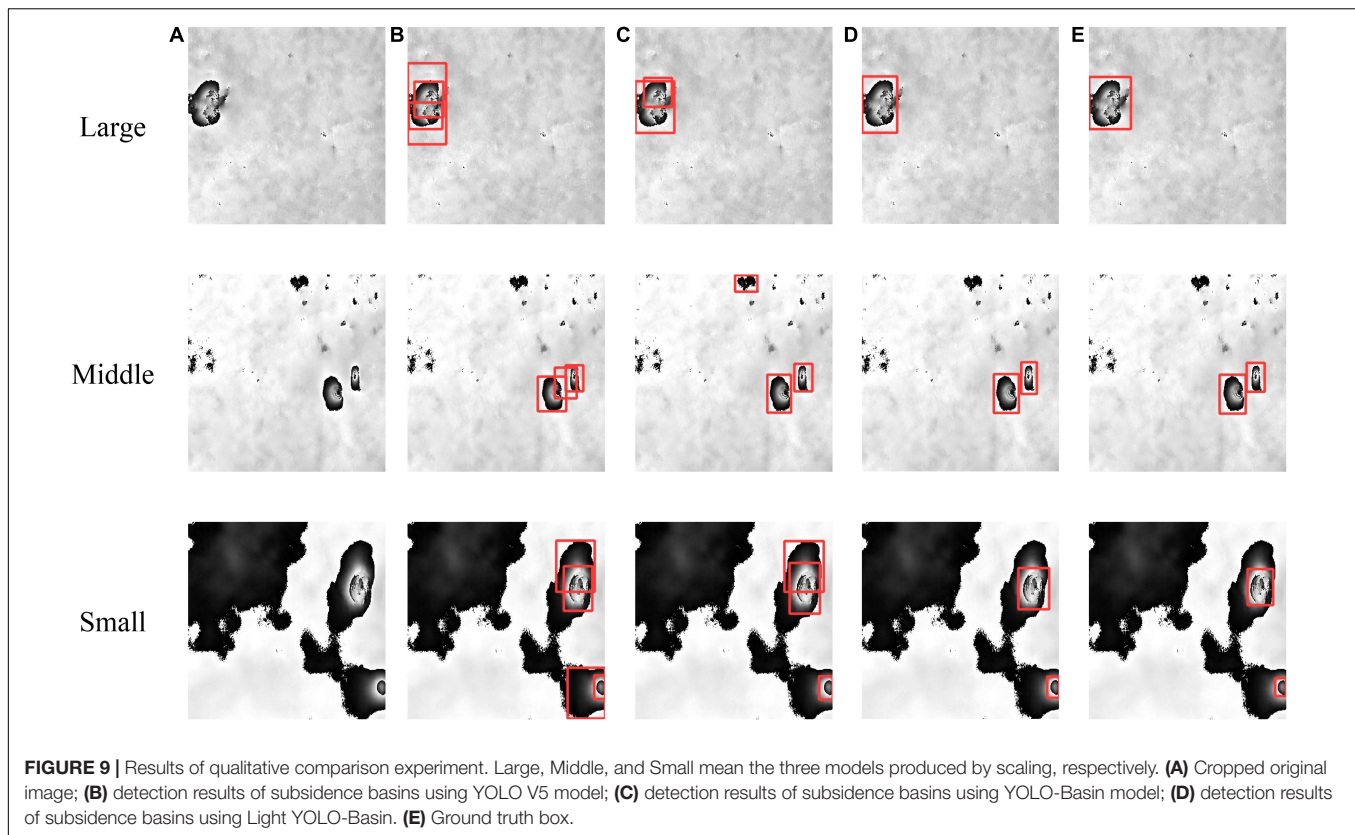 A B C D E
Large
Middle
Small
FIGURE 9 | Results of qualitative comparison experiment. Large, Middle, and Small mean the three models produced by scaling, respectively. (A) Cropped original
image; (B) detection results of subsidence basins using YOLO V5 model; (C) detection results of subsidence basins using YOLO-Basin model; (D) detection results
of subsidence basins using Light YOLO-Basin. (E) Ground truth box.